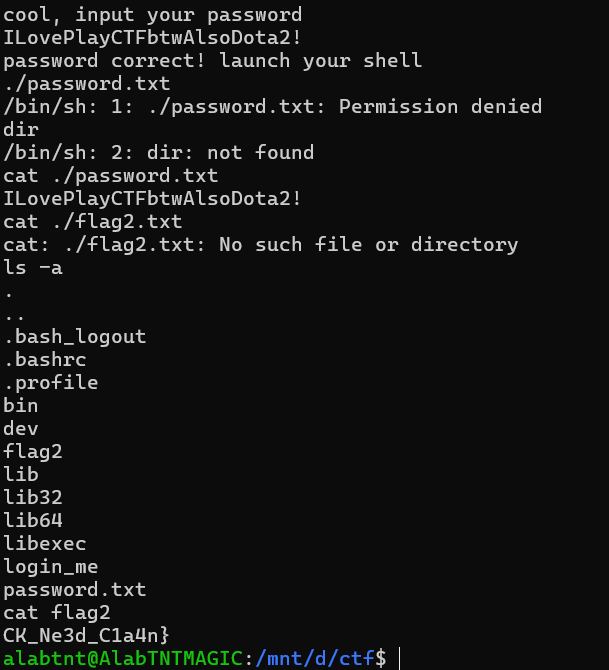 cool, input your password
ILovePlayCTFbtwAlsoDota2!
password correct! launch your shell
./password.txt
/bin/sh: 1: ./password.txt: Permission denied
dir
/bin/sh: 2: dir: not found
cat ./password.txt
ILovePlayCTFbtwAlsoDota2!
cat ./flag2.txt
cat: ./flag2.txt: No such file or directory
ls -a
.
..
.bash_logout
.bashrc
.profile
bin
dev
flag2
lib
lib32
lib64
libexec
login_me
password.txt
cat flag2
CK_Ne3d_C1a4n}
alabtnt@AlabTNTMAGIC:/mnt/d/ctf$